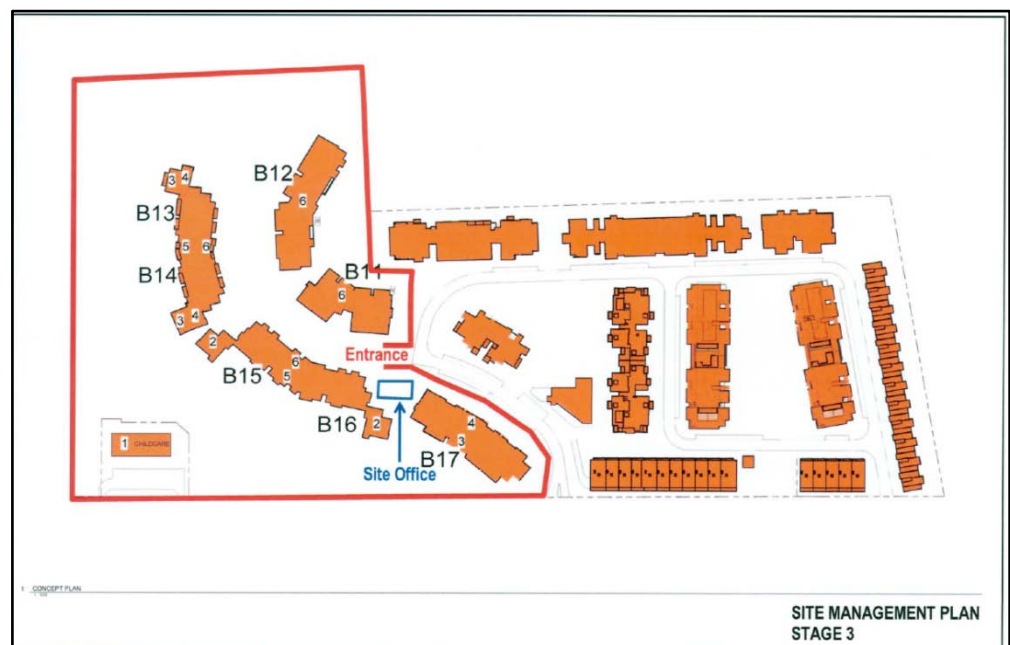 B12
6
3 4
B13
5 6
B14
3 4
B11
6
Entrance
2
6
5
B15
B16
2
4
3
B17
Site Office
1 CHILDCARE
1 CONCEPT PLAN
SITE MANAGEMENT PLAN
STAGE 3